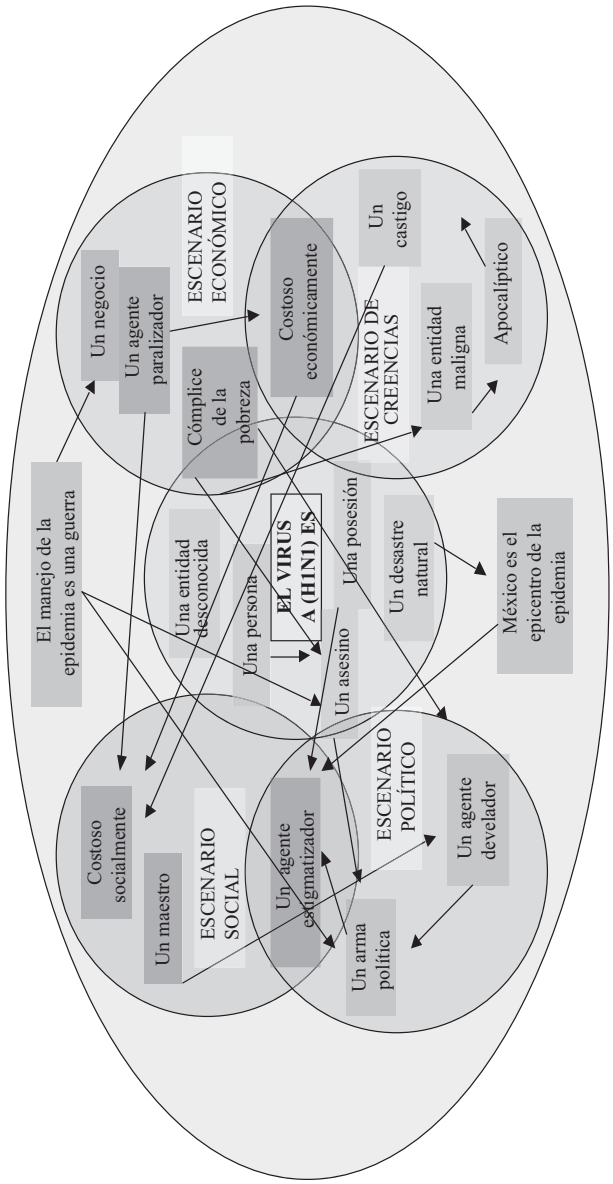 El manejo de la
epidemia es una guerra
Costoso
socialmente
Un maestro
ESCENARIO
SOCIAL
Un agente
estigmatizador
Un arma
política
ESCENARIO
POLÍTICO
Un agente
develador
Una entidad
desconocida
Una persona
EL VIRUS
A (H1N1) ES
Un asesino
Una posesión
Un desastre
natural
México es el
epicentro de la
epidemia
Un negocio
Un agente
paralizador
ESCENARIO
ECONÓMICO
Cómplice
de la
pobreza
Costoso
económicamente
ESCENARIO DE
CREENCIAS
Un
castigo
Una entidad
maligna
Apocalíptico